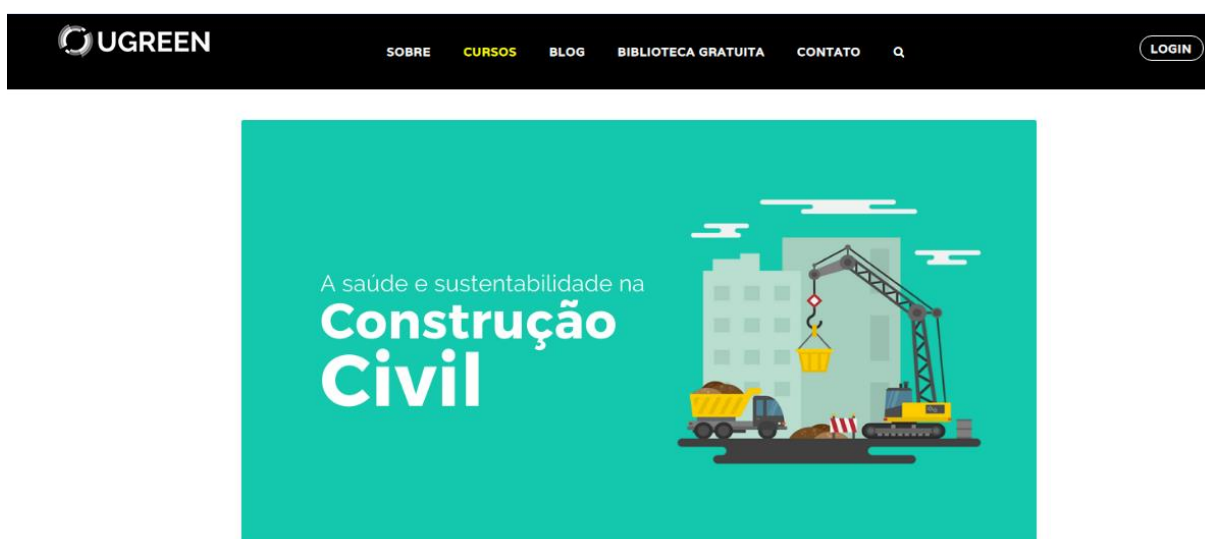 UGREEN
SOBRE CURSOS BLOG BIBLIOTECA GRATUITA CONTATO
LOGIN
A saúde e sustentabilidade na
Construção
Civil